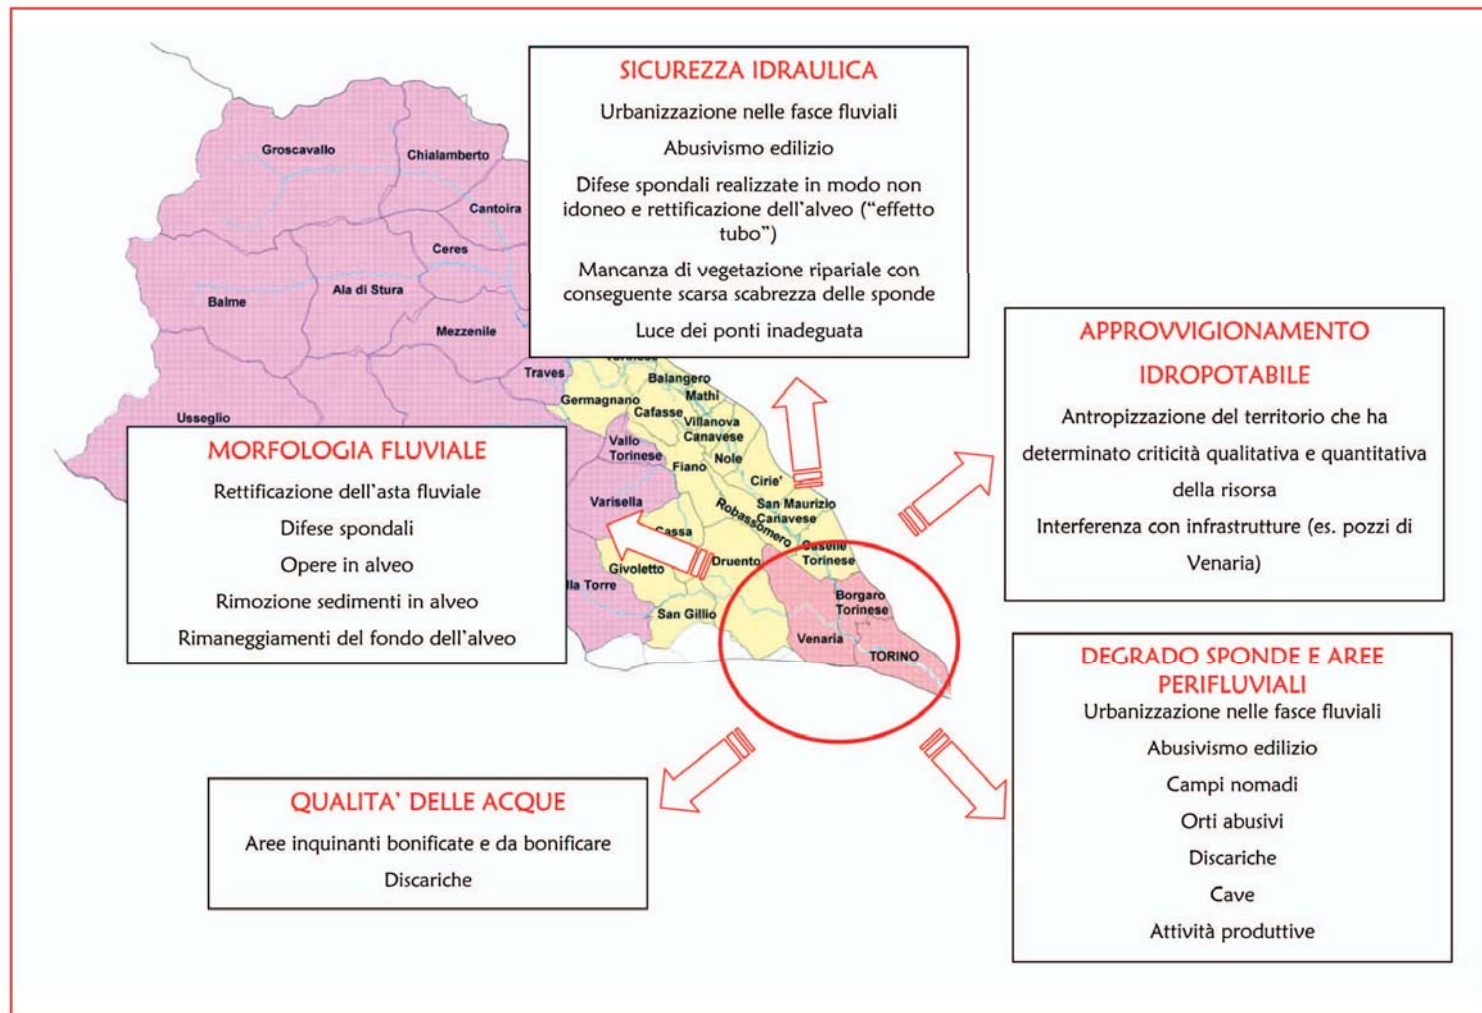 SICUREZZA IDRAULICA
Urbanizzazione nelle fasce fluviali
Abusivismo edilizio
Difese spondali realizzate in modo non
idoneo e rettificazione dell'alveo ("effetto
tubo")
Mancanza di vegetazione ripariale con
conseguente scarsa scabrezza delle sponde
Luce dei ponti inadeguata
APPROVVIGIONAMENTO
IDROPOTABILE
Antropizzazione del territorio che ha
determinato criticità qualitativa e quantitativa
della risorsa
Interferenza con infrastrutture (es. pozzi di
Venaria)
MORFOLOGIA FLUVIALE
Rettificazione dell'asta fluviale
Difese spondali
Opere in alveo
Rimozione sedimenti in alveo
Rimaneggiamenti del fondo dell'alveo
DEGRADO SPONDE E AREE
PERIFLUVIALI
Urbanizzazione nelle fasce fluviali
Abusivismo edilizio
Campi nomadi
Orti abusivi
Discariche
Cave
Attività produttive
QUALITA' DELLE ACQUE
Aree inquinanti bonificate e da bonificare
Discariche
Groscavallo
Chialamberto
Cantoira
Ceres
Ala di Stura
Balme
Mezzenile
Traves
Usseglio
Germagnano
Balangero
Mathi
Cafasse
Villanova
Canavese
Vallo
Torinese
Fiano
Nole
Cirie'
Varisella
San Maurizio
Canavese
Robassomero
Caselle
Torinese
Druento
Givoletto
lla Torre
San Gillio
Borgaro
Torinese
Venaria
TORINO